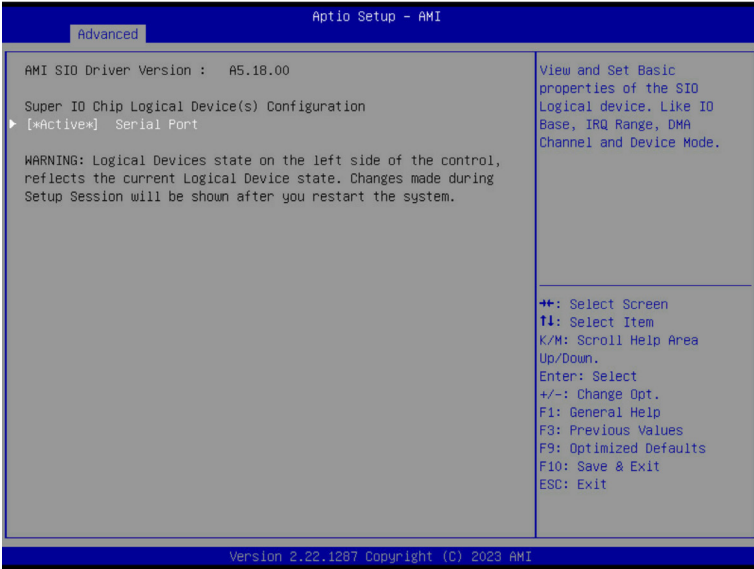 Aptio Setup – AMI
Advanced
AMI SIO Driver Version : A5.18.00
Super IO Chip Logical Device(s) Configuration
[*Active*] Serial Port
WARNING: Logical Devices state on the left side of the control,
reflects the current Logical Device state. Changes made during
Setup Session will be shown after you restart the system.
View and Set Basic
properties of the SIO
Logical device. Like IO
Base, IRQ Range, DMA
Channel and Device Mode.
→←: Select Screen
↑↓: Select Item
K/M: Scroll Help Area
Up/Down.
Enter: Select
+/-: Change Opt.
F1: General Help
F3: Previous Values
F9: Optimized Defaults
F10: Save & Exit
ESC: Exit
Version 2.22.1287 Copyright (C) 2023 AMI